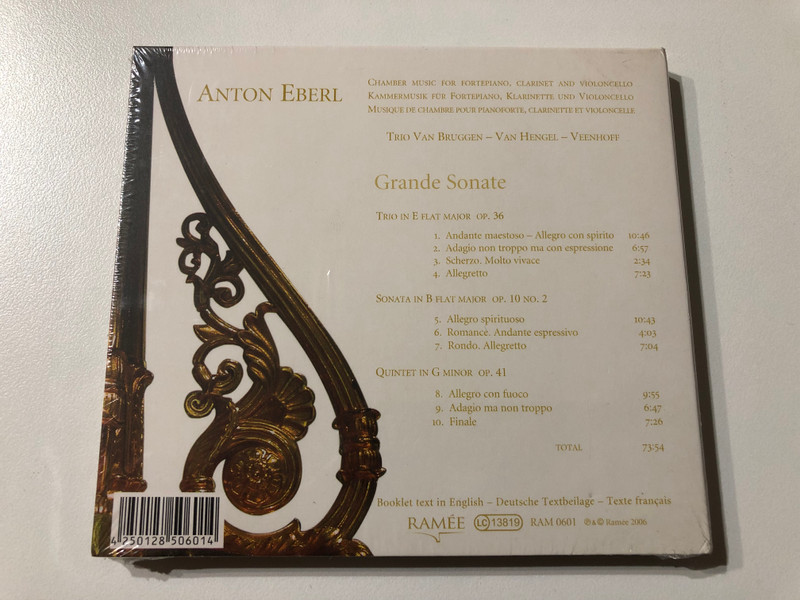 ANTON EBERL
CHAMBER MUSIC FOR FORTEPIANO, CLARINET AND VIOLONCELLO
KAMMERMUSIK FÜR FORTEPIANO, KLARINETTE UND VIOLONCELLO
MUSIQUE DE CHAMBRE POUR PIANOFORTE, CLARINETTE ET VIOLONCELLE
TRIO VAN BRUGGEN – VAN HENGEL – VEENHOFF
Grande Sonate
TRIO IN E FLAT MAJOR OP. 36
1. Andante maestoso – Allegro con spirito 10:46
2. Adagio non troppo ma con espressione 6:57
3. Scherzo. Molto vivace 2:34
4. Allegretto 7:23
SONATA IN B FLAT MAJOR OP. 10 NO. 2
5. Allegro spirituoso 10:43
6. Romance. Andante espressivo 4:03
7. Rondo. Allegretto 7:04
QUINTET IN G MINOR OP. 41
8. Allegro con fuoco 9:55
9. Adagio ma non troppo 6:47
10. Finale 7:26
TOTAL 73:54
Booklet text in English – Deutsche Textbeilage – Texte français
RAMÉE LC 13819 RAM 0601 ℗ & © Ramée 2006
4 250128 506014